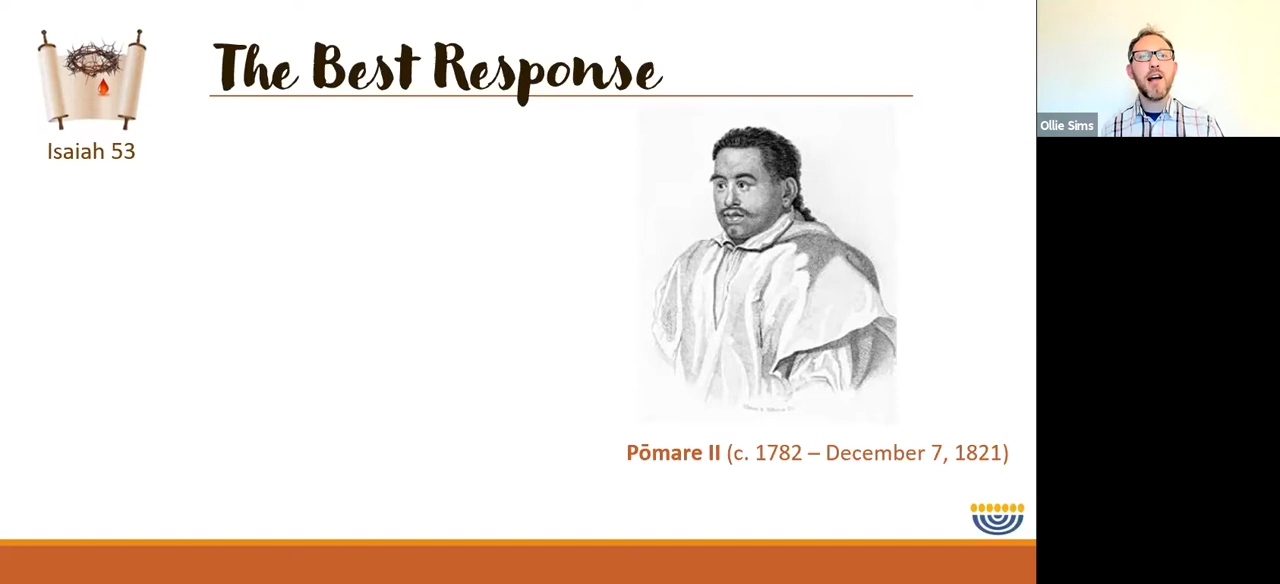 The Best Response
Isaiah 53
Pōmare II (c. 1782 – December 7, 1821)
Ollie Sims